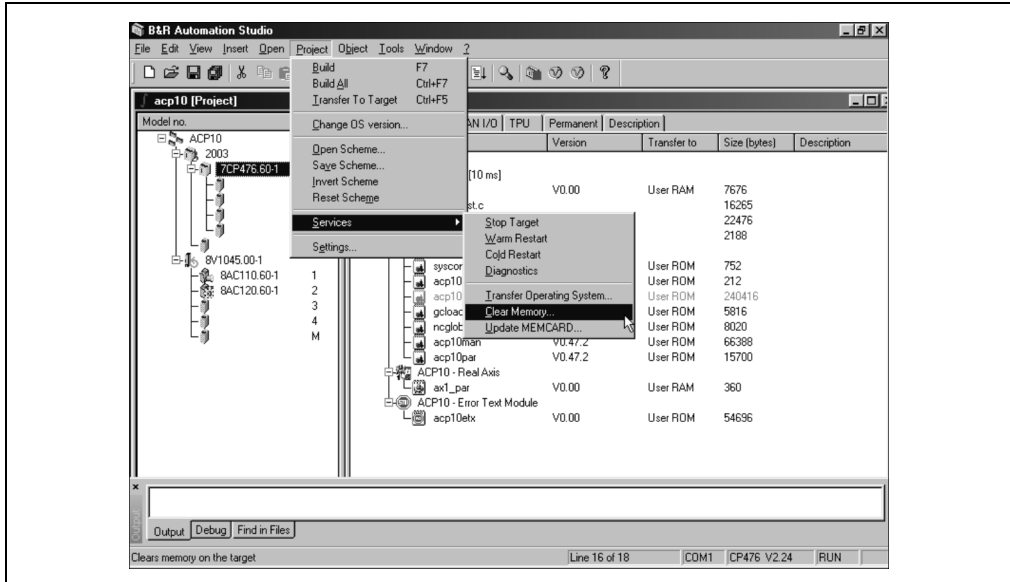 B&R Automation Studio
File Edit View Insert Open Project Object Tools Window ?
acp10 [Project]
Model no.
ACP10
2003
7CP476.60-1
8V1045.00-1
8AC110.60-1 1
8AC120.60-1 2
3
4
M
Build F7
Build All Ctrl+F7
Transfer To Target Ctrl+F5
Change OS version...
Open Scheme...
Save Scheme...
Invert Scheme
Reset Scheme
Services
Settings...
Stop Target
Warm Restart
Cold Restart
Diagnostics
Transfer Operating System...
Clear Memory...
Update MEMCARD...
AN I/O TPU Permanent Description
Version Transfer to Size (bytes) Description
[10 ms]
V0.00 User RAM 7676
st.c 16265
22476
2188
syscor User ROM 752
acp10 User ROM 212
acp10 User ROM 240416
gcloac User ROM 5816
ncglob User ROM 8020
acp10man V0.47.2 User ROM 66388
acp10par V0.47.2 User ROM 15700
ACP10 - Real Axis
ax1_par V0.00 User RAM 360
ACP10 - Error Text Module
acp10etx V0.00 User ROM 54696
Output
Output Debug Find in Files
Clears memory on the target Line 16 of 18 COM1 CP476 V2.24 RUN